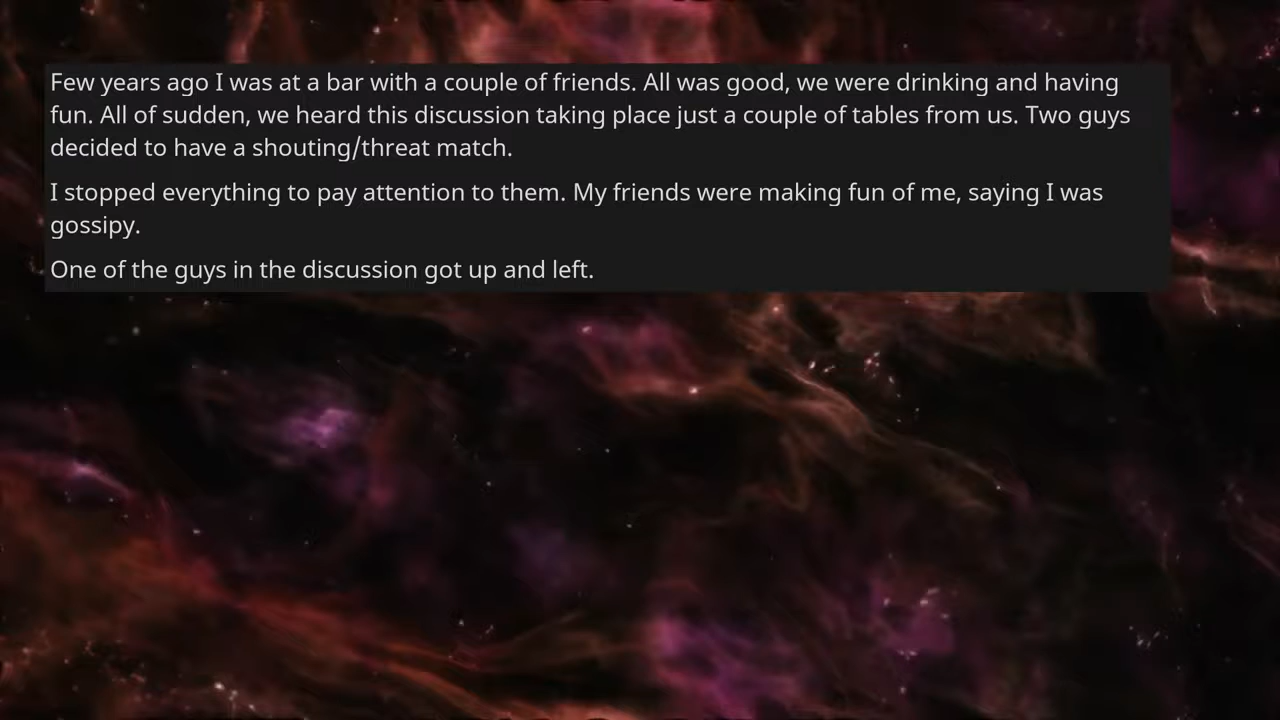 Few years ago I was at a bar with a couple of friends. All was good, we were drinking and having
fun. All of sudden, we heard this discussion taking place just a couple of tables from us. Two guys
decided to have a shouting/threat match.
I stopped everything to pay attention to them. My friends were making fun of me, saying I was
gossipy.
One of the guys in the discussion got up and left.